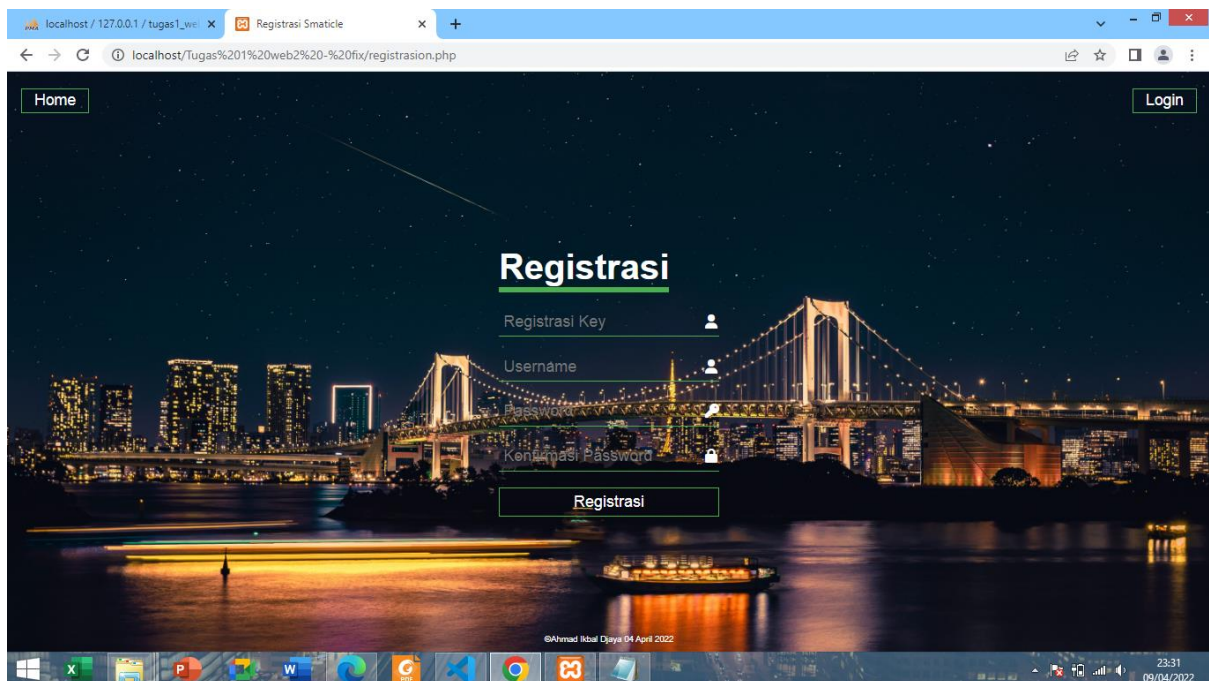 localhost / 127.0.0.1 / tugas1_we
Registrasi Smaticle
localhost/Tugas%201%20web2%20-%20fix/registrasion.php
Home
Login
Registrasi
Registrasi Key
Username
Password
Konfirmasi Password
Registrasi
©Ahmad Ikbal Djaya 04 April 2022
23:31
09/04/2022